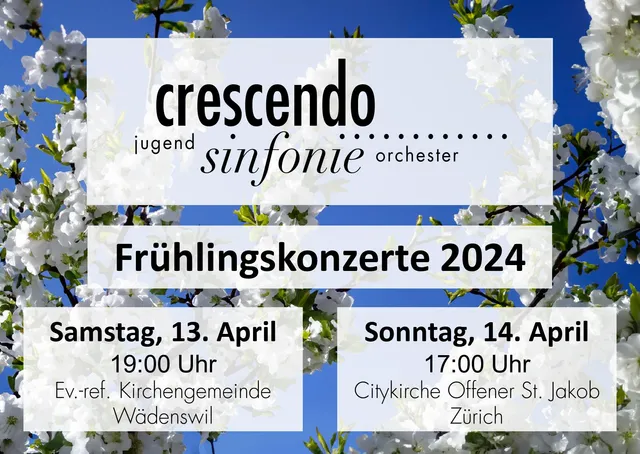 crescendo
jugend sinfonie orchester
Frühlingskonzerte 2024
Samstag, 13. April
19:00 Uhr
Ev.-ref. Kirchengemeinde
Wädenswil
Sonntag, 14. April
17:00 Uhr
Citykirche Offener St. Jakob
Zürich